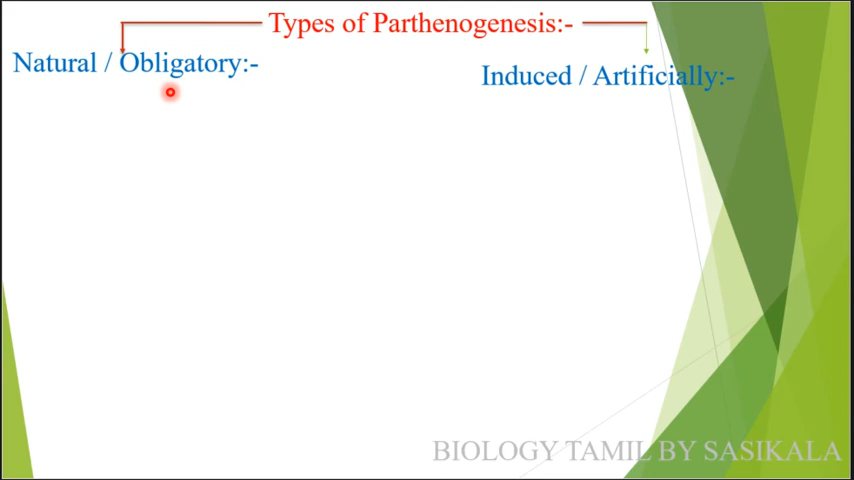 Types of Parthenogenesis:-
Natural / Obligatory:-
Induced / Artificially:-
BIOLOGY TAMIL BY SASIKALA